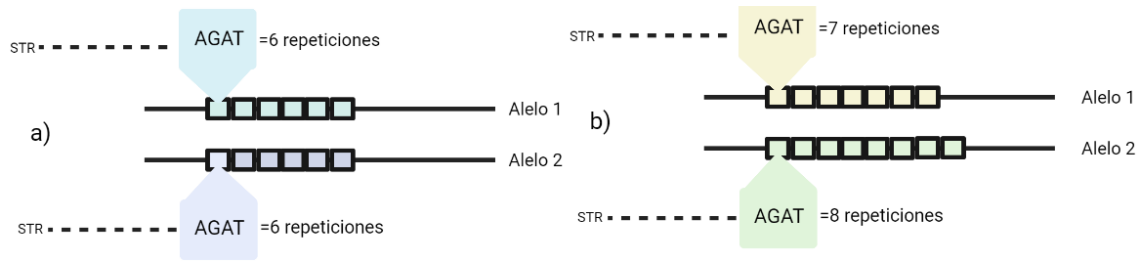 AGAT
=6 repeticiones
STR
Alelo 1
a)
Alelo 2
AGAT
=6 repeticiones
STR
AGAT
=7 repeticiones
STR
Alelo 1
b)
Alelo 2
AGAT
=8 repeticiones
STR